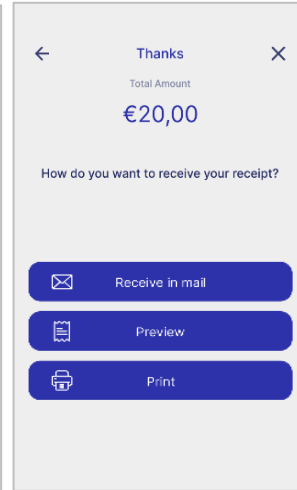 Thanks
Total Amount
€20,00
How do you want to receive your receipt?
Receive in mail
Preview
Print